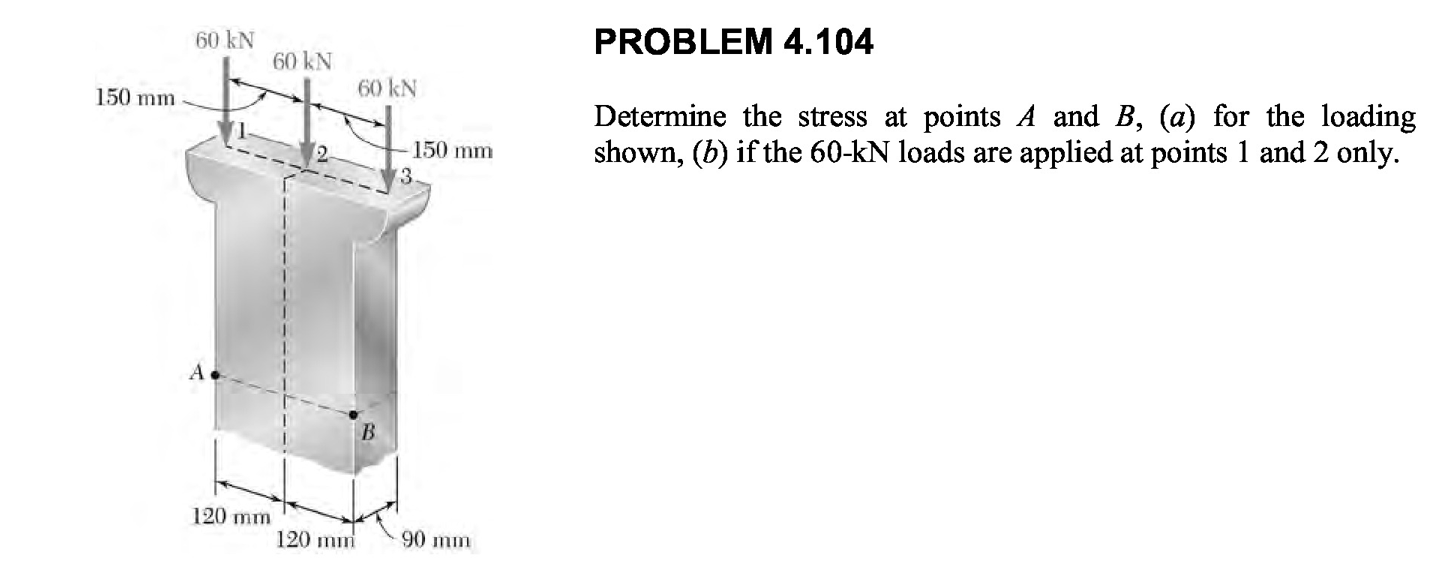 60 kN
60 kN
60 kN
150 mm
1
2
150 mm
3
A
B
120 mm
120 mm
90 mm
PROBLEM 4.104
Determine the stress at points A and B, (a) for the loading
shown, (b) if the 60-kN loads are applied at points 1 and 2 only.